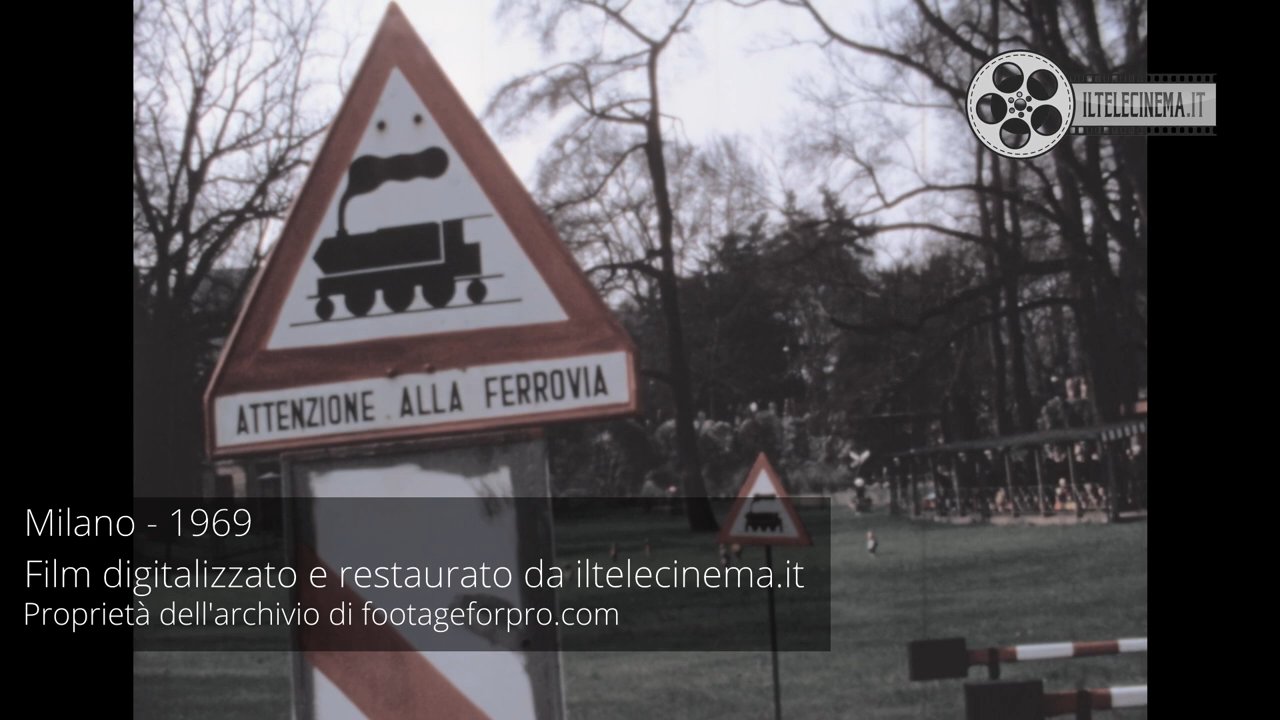 ILTELECINEMA.IT
ATTENZIONE ALLA FERROVIA
Milano - 1969
Film digitalizzato e restaurato da iltelecinema.it
Proprietà dell'archivio di footageforpro.com